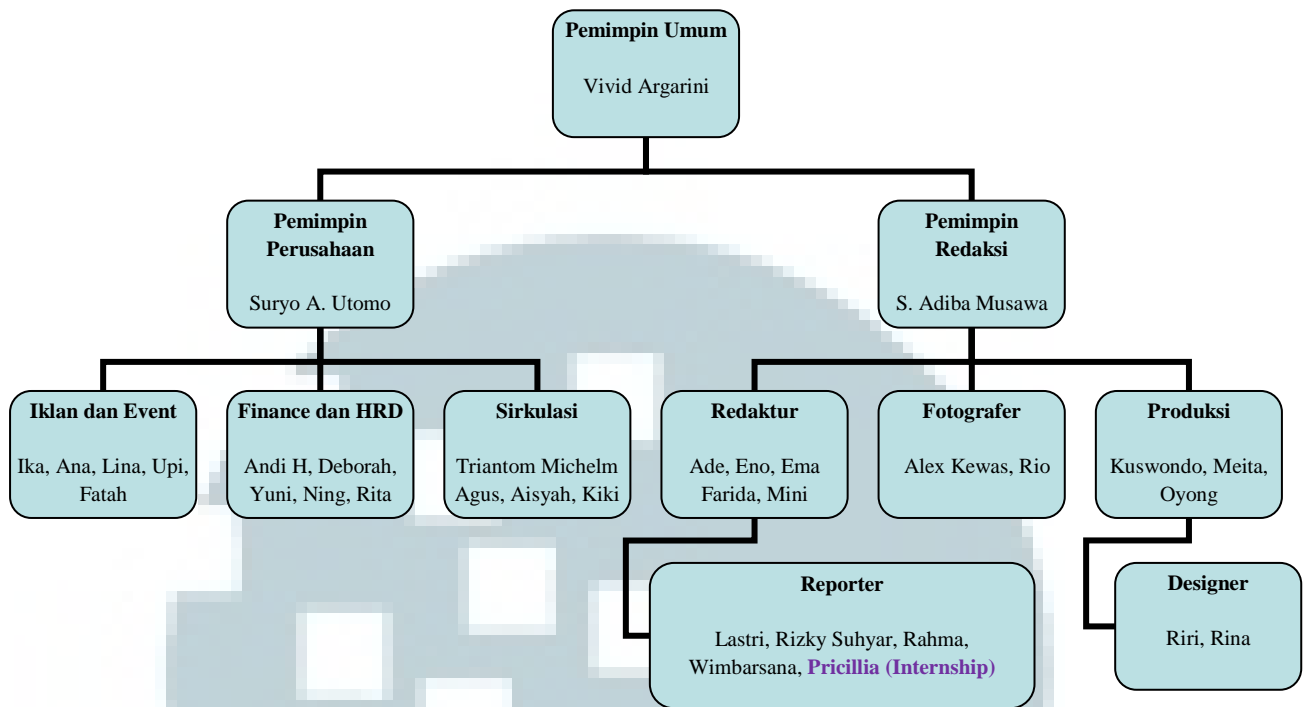 Pemimpin Umum
Vivid Argarini
Pemimpin
Perusahaan
Suryo A. Utomo
Pemimpin
Redaksi
S. Adiba Musawa
Iklan dan Event
Ika, Ana, Lina, Upi,
Fatah
Finance dan HRD
Andi H, Deborah,
Yuni, Ning, Rita
Sirkulasi
Triantom Michelm
Agus, Aisyah, Kiki
Redaktur
Ade, Eno, Ema
Farida, Mini
Fotografer
Alex Kewas, Rio
Produksi
Kuswondo, Meita,
Oyong
Reporter
Lastri, Rizky Suhyar, Rahma,
Wimbarsana, Pricillia (Internship)
Designer
Riri, Rina